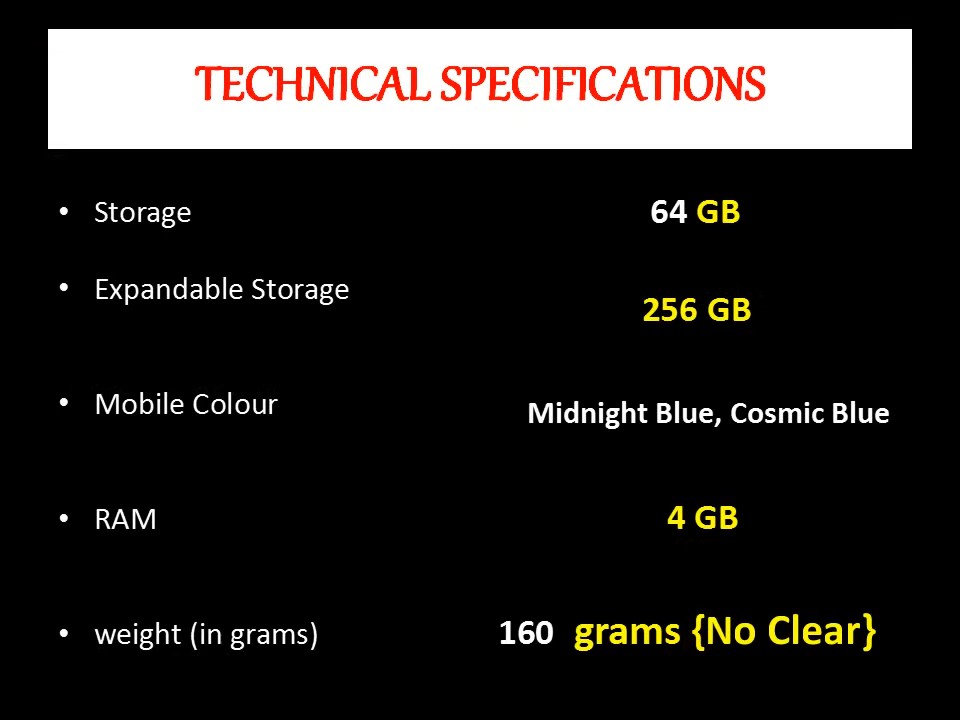 TECHNICAL SPECIFICATIONS
• Storage 64 GB
• Expandable Storage 256 GB
• Mobile Colour Midnight Blue, Cosmic Blue
• RAM 4 GB
• weight (in grams) 160 grams {No Clear}